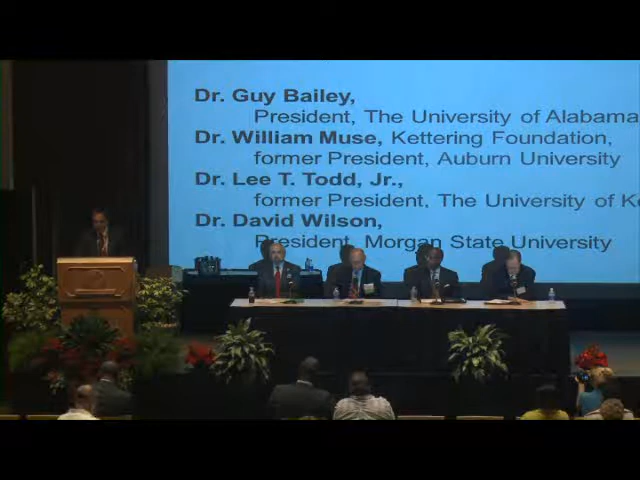 Dr. Guy Bailey,
President, The University of Alabama
Dr. William Muse, Kettering Foundation,
former President, Auburn University
Dr. Lee T. Todd, Jr.,
former President, The University of Ke
Dr. David Wilson,
President, Morgan State University